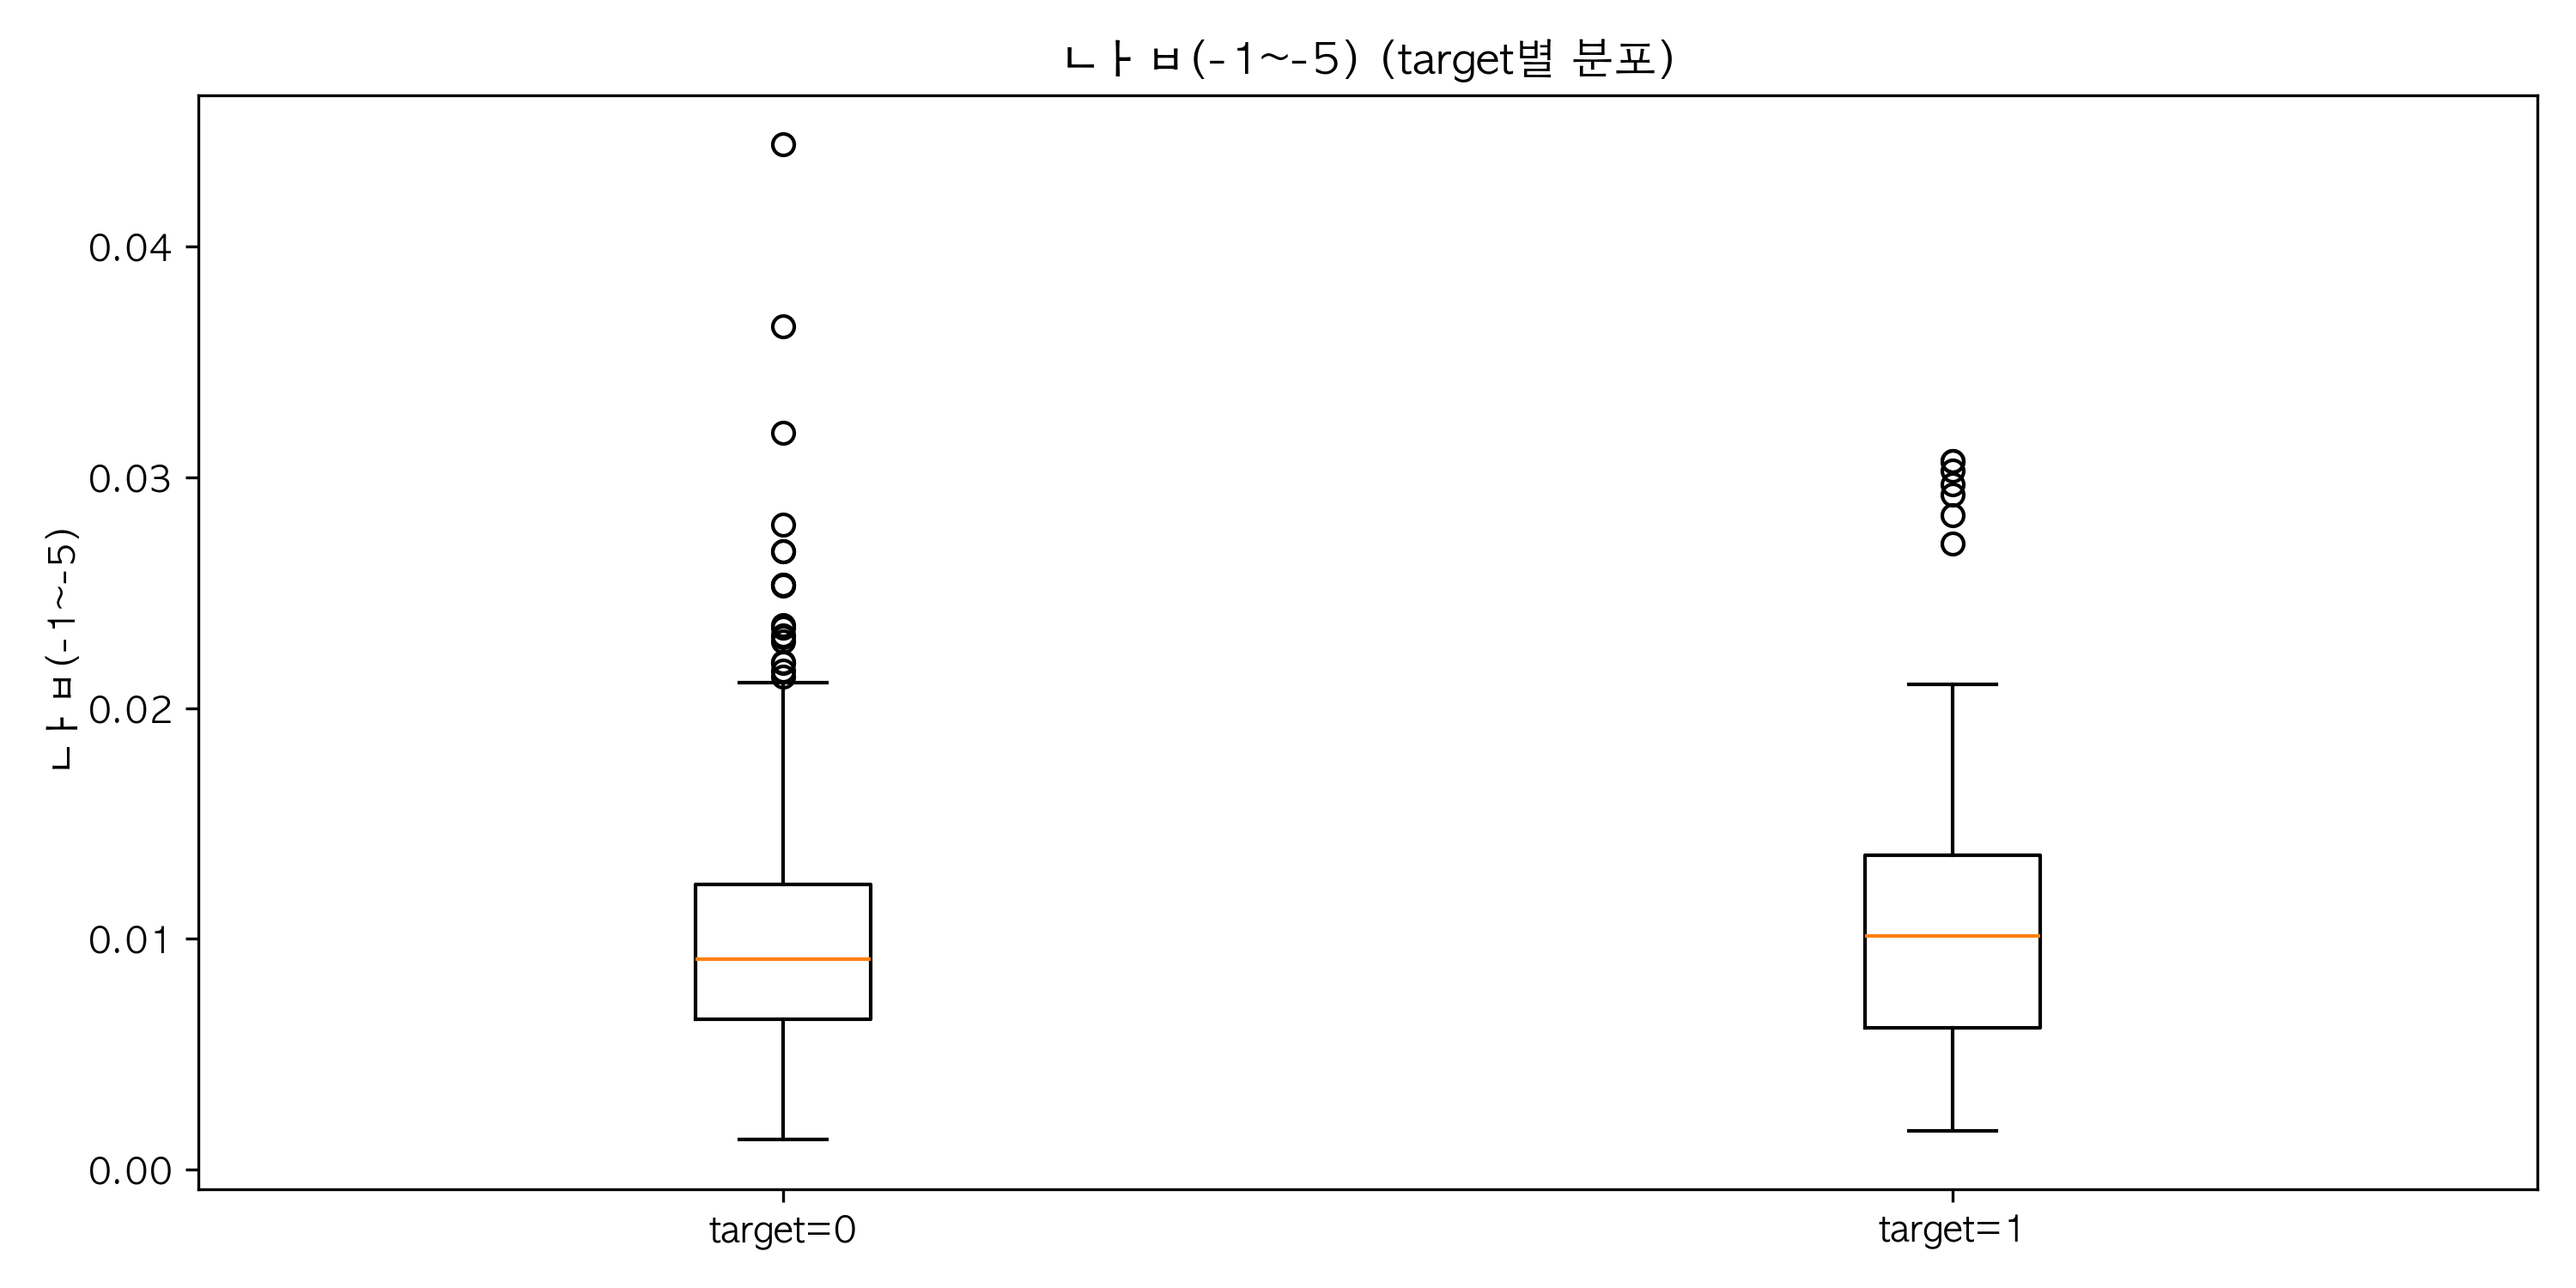 ㄴㅏㅂ(-1~-5) (target별 분포)
ㄴㅏㅂ(-1~-5)
0.04
0.03
0.02
0.01
0.00
target=0
target=1